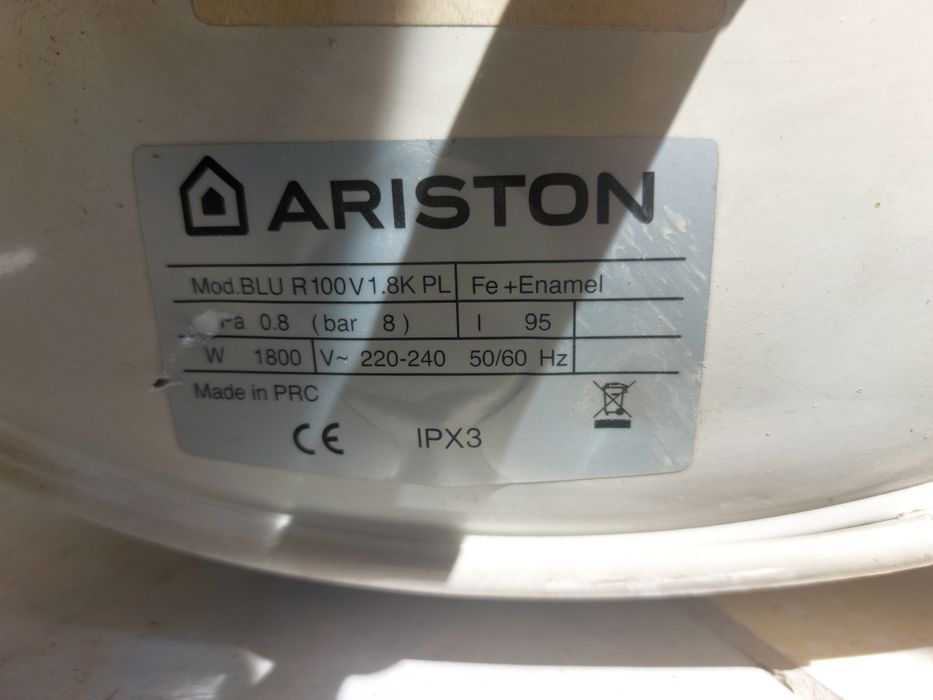 ARISTON
Mod.BLU R100V1.8K PL Fe+Enamel
0.8 (bar 8) l 95
W 1800 V~ 220-240 50/60 Hz
Made in PRC
CE IPX3